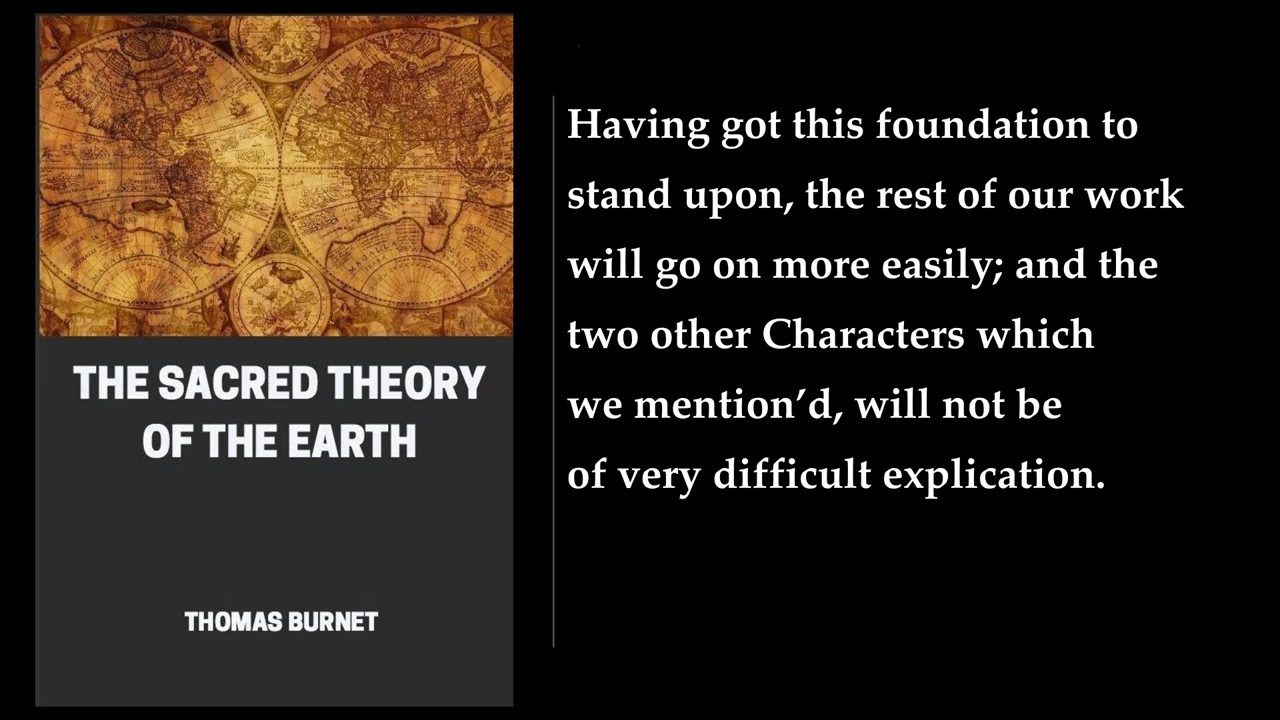 THE SACRED THEORY
OF THE EARTH
THOMAS BURNET
Having got this foundation to
stand upon, the rest of our work
will go on more easily; and the
two other Characters which
we mention’d, will not be
of very difficult explication.